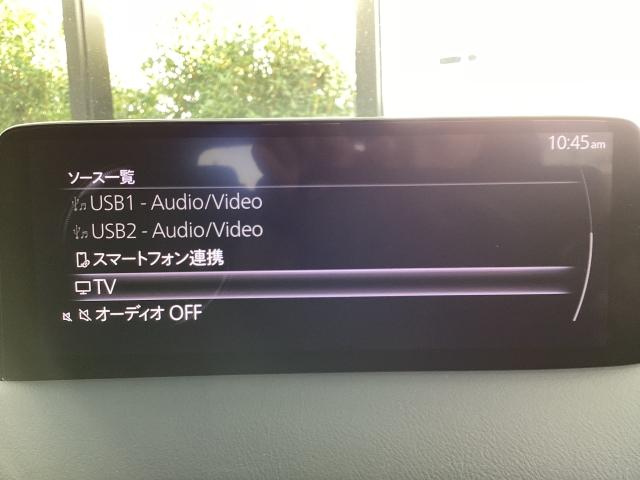 10:45am
ソース一覧
USB1 - Audio/Video
USB2 - Audio/Video
スマートフォン連携
TV
オーディオ OFF